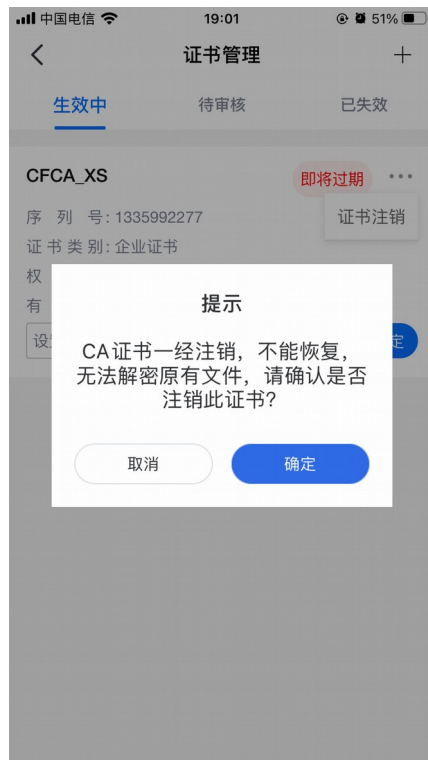 中国电信 19:01 51%
证书管理
生效中 待审核 已失效
CFCA_XS 即将过期
序 列 号: 1335992277 证书注销
证书类别: 企业证书
权
有
设
定
提示
CA证书一经注销，不能恢复，
无法解密原有文件，请确认是否
注销此证书?
取消 确定